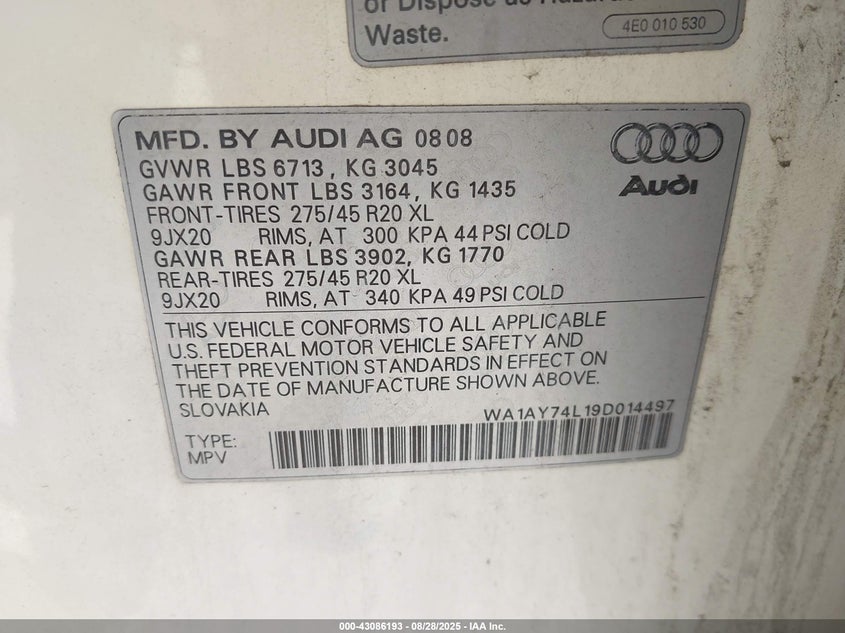 or Dispose as
Waste.
4E0 010 530
MFD. BY AUDI AG 08 08
GVWR LBS 6713 , KG 3045
GAWR FRONT LBS 3164, KG 1435
FRONT-TIRES 275/45 R20 XL
9JX20 RIMS, AT 300 KPA 44 PSI COLD
GAWR REAR LBS 3902, KG 1770
REAR-TIRES 275/45 R20 XL
9JX20 RIMS, AT 340 KPA 49 PSI COLD
Audi
THIS VEHICLE CONFORMS TO ALL APPLICABLE
U.S. FEDERAL MOTOR VEHICLE SAFETY AND
THEFT PREVENTION STANDARDS IN EFFECT ON
THE DATE OF MANUFACTURE SHOWN ABOVE.
SLOVAKIA
WA1AY74L19D014497
TYPE:
MPV
000-43086193 - 08/28/2025 - IAA Inc.